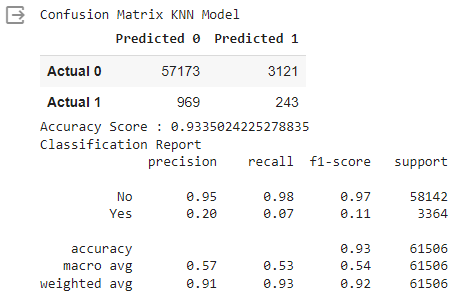 Confusion Matrix KNN Model
Predicted 0 Predicted 1
Actual 0 57173 3121
Actual 1 969 243
Accuracy Score : 0.9335024225278835
Classification Report
precision recall f1-score support
No 0.95 0.98 0.97 58142
Yes 0.20 0.07 0.11 3364
accuracy 0.93 61506
macro avg 0.57 0.53 0.54 61506
weighted avg 0.91 0.93 0.92 61506